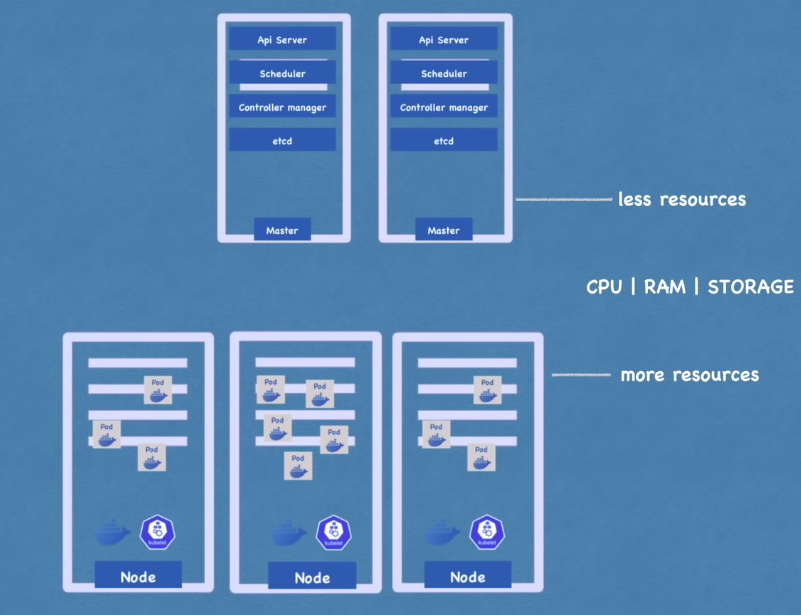 Api Server
Scheduler
Controller manager
etcd
Master
Api Server
Scheduler
Controller manager
etcd
Master
less resources
CPU | RAM | STORAGE
more resources
Pod
Pod
Pod
kubelet
Node
Pod
Pod
Pod
Pod
Pod
kubelet
Node
Pod
Pod
Pod
kubelet
Node